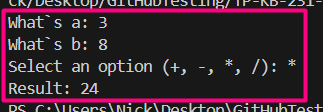 Ck/Desktop/GitHubTesting/TP-KB-231-
What`s a: 3
What`s b: 8
Select an option (+, -, *, /): *
Result: 24
PS C:\Users\Nick\Desktop\GitHubTest